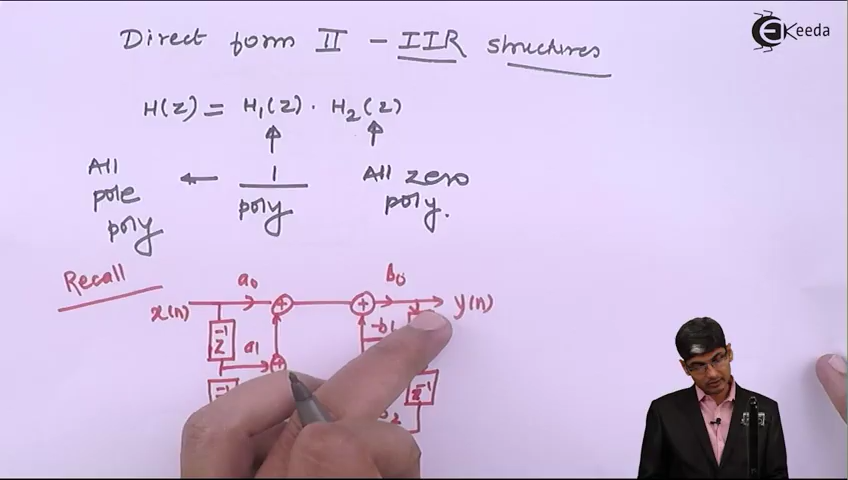 Direct form II - IIR structures
Keeda
H(z) = H₁(z) · H₂(z)
All pole poly
1
poly
All zero poly.
Recall
a₀
b₀
x(n)
y(n)
z⁻¹
a₁
-b₁
z⁻¹